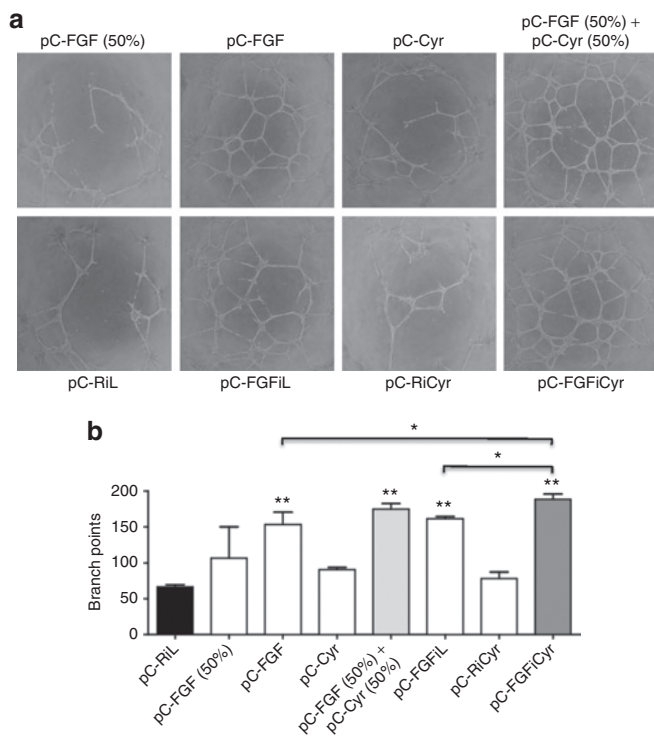 a
pC-FGF (50%)
pC-FGF
pC-Cyr
pC-FGF (50%) +
pC-Cyr (50%)
pC-RiL
pC-FGFiL
pC-RiCyr
pC-FGFiCyr
b
*
*
**
**
**
**
200
150
100
50
0
Branch points
pC-RiL
pC-FGF (50%)
pC-FGF
pC-Cyr
pC-FGF (50%) +
pC-Cyr (50%)
pC-FGFiL
pC-RiCyr
pC-FGFiCyr